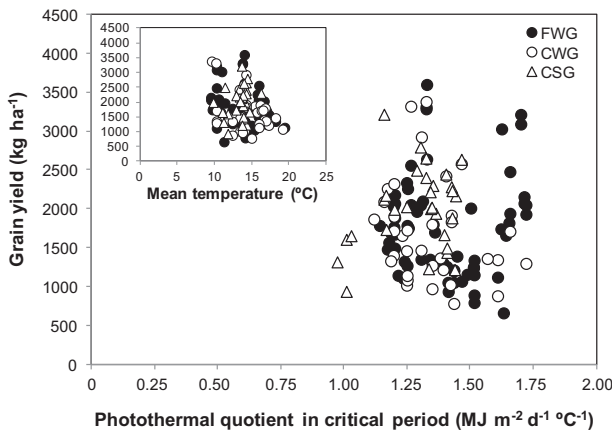 4500
4000
3500
3000
2500
2000
1500
1000
500
0
Grain yield (kg ha-1)
4500
4000
3500
3000
2500
2000
1500
1000
500
0
0 5 10 15 20 25
Mean temperature (ºC)
FWG
CWG
CSG
0 0.25 0.50 0.75 1.00 1.25 1.50 1.75 2.00
Photothermal quotient in critical period (MJ m-2 d-1 ºC-1)